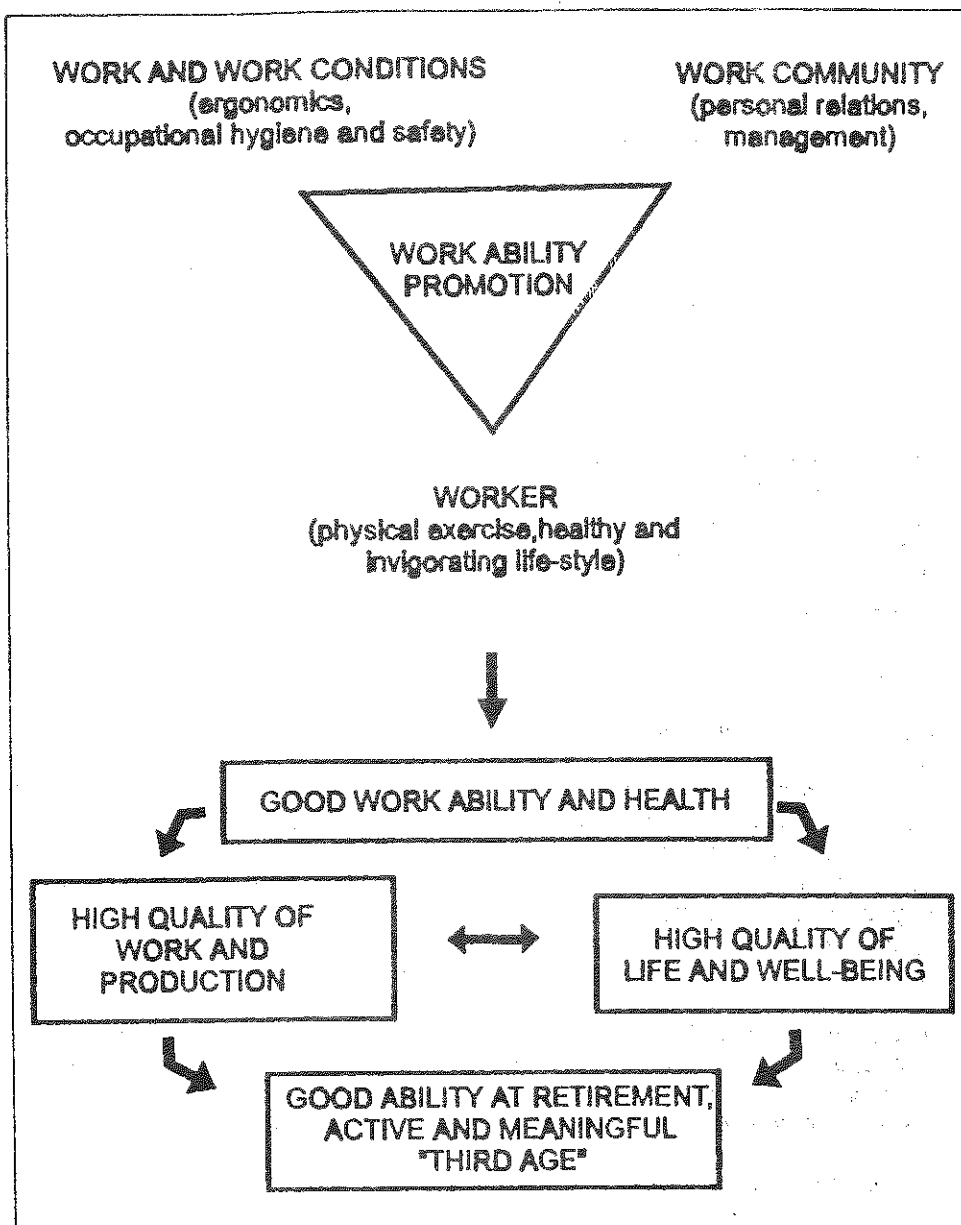 WORK AND WORK CONDITIONS
(ergonomics,
occupational hygiene and safety)
WORK COMMUNITY
(personal relations,
management)
WORK ABILITY
PROMOTION
WORKER
(physical exercise,healthy and
invigorating life-style)
GOOD WORK ABILITY AND HEALTH
HIGH QUALITY OF
WORK AND
PRODUCTION
HIGH QUALITY OF
LIFE AND WELL-BEING
GOOD ABILITY AT RETIREMENT,
ACTIVE AND MEANINGFUL
"THIRD AGE"